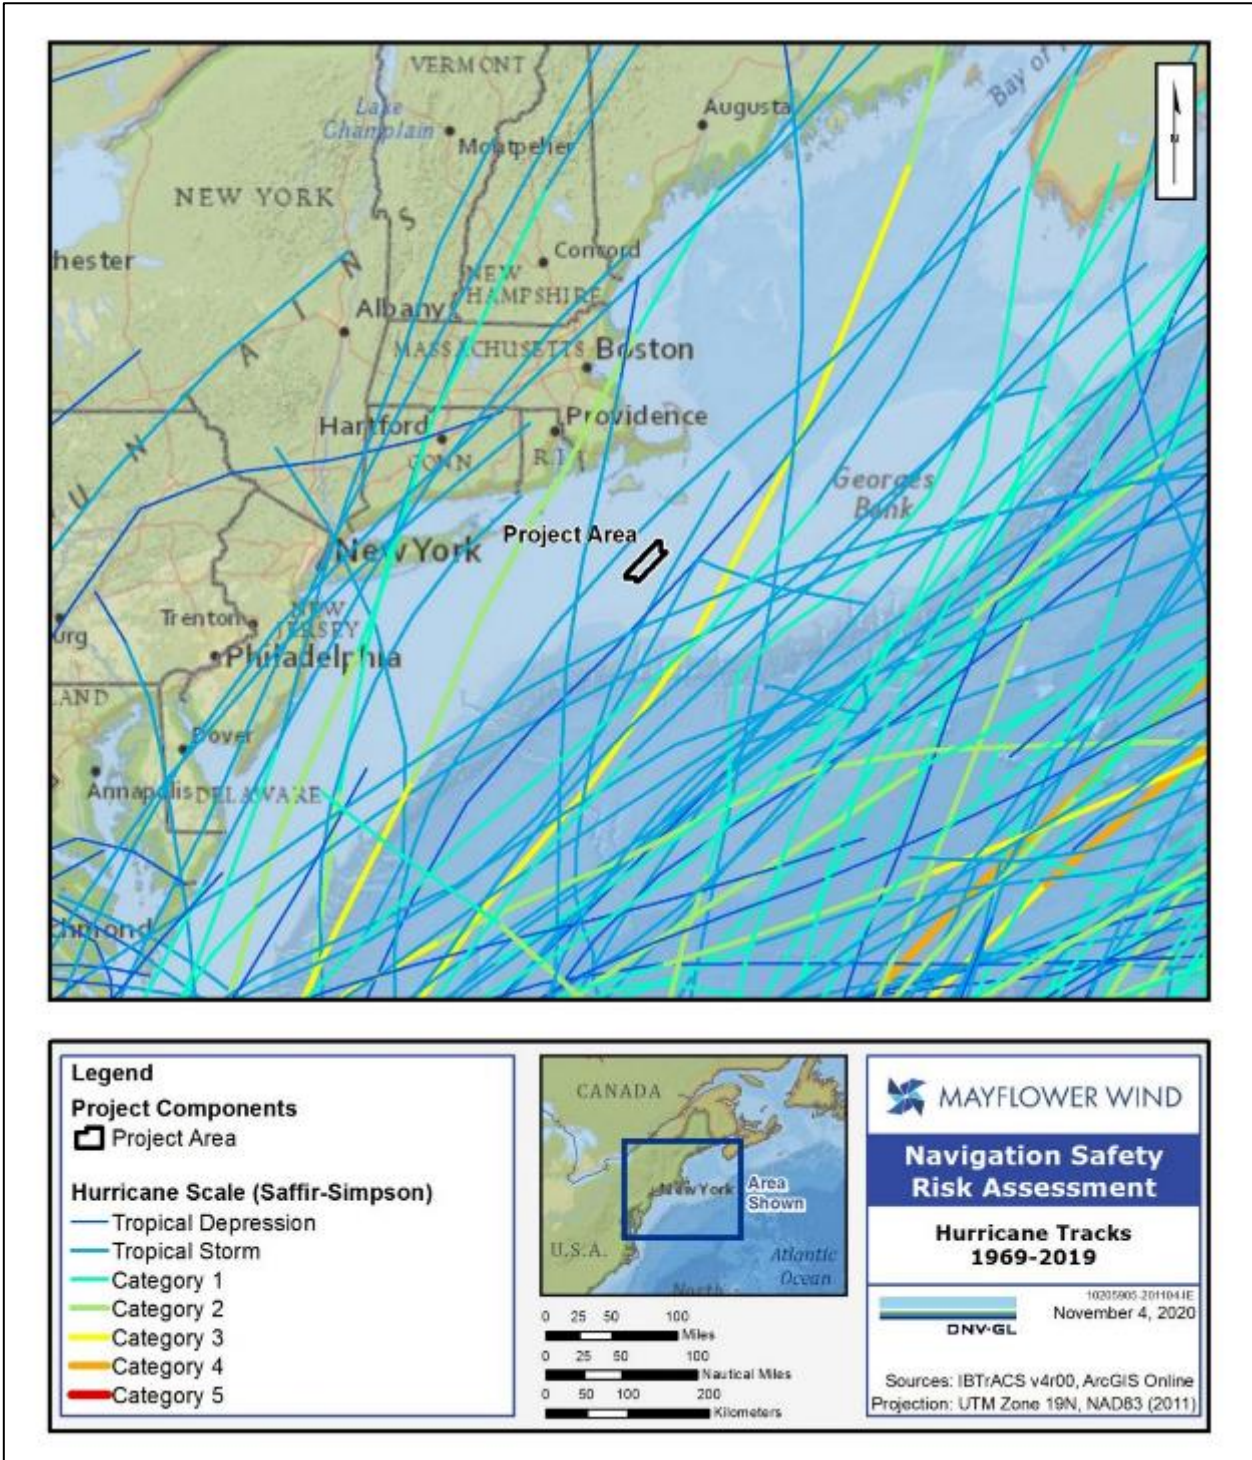 VERMONT
Lake
Champlain
Montpelier
Augusta
Bay of
N
NEW YORK
hester
Concord
NEW
HAMPSHIRE
Albany
MASSACHUSETTS
Boston
Hartford
CONN
Providence
R.I.
Georges
Bank
Project Area
New York
Trenton
NEW
JERSEY
urg
Philadelphia
LAND
Dover
Annapolis
DELAWARE
chmond
U N
A I N S
Legend
Project Components
Project Area
Hurricane Scale (Saffir-Simpson)
Tropical Depression
Tropical Storm
Category 1
Category 2
Category 3
Category 4
Category 5
CANADA
New York
Area
Shown
U.S.A.
Atlantic
Ocean
North
0 25 50 100
Miles
0 25 50 100
Nautical Miles
0 50 100 200
Kilometers
MAYFLOWER WIND
Navigation Safety
Risk Assessment
Hurricane Tracks
1969-2019
10205905-201104-IE
November 4, 2020
DNV·GL
Sources: IBTrACS v4r00, ArcGIS Online
Projection: UTM Zone 19N, NAD83 (2011)